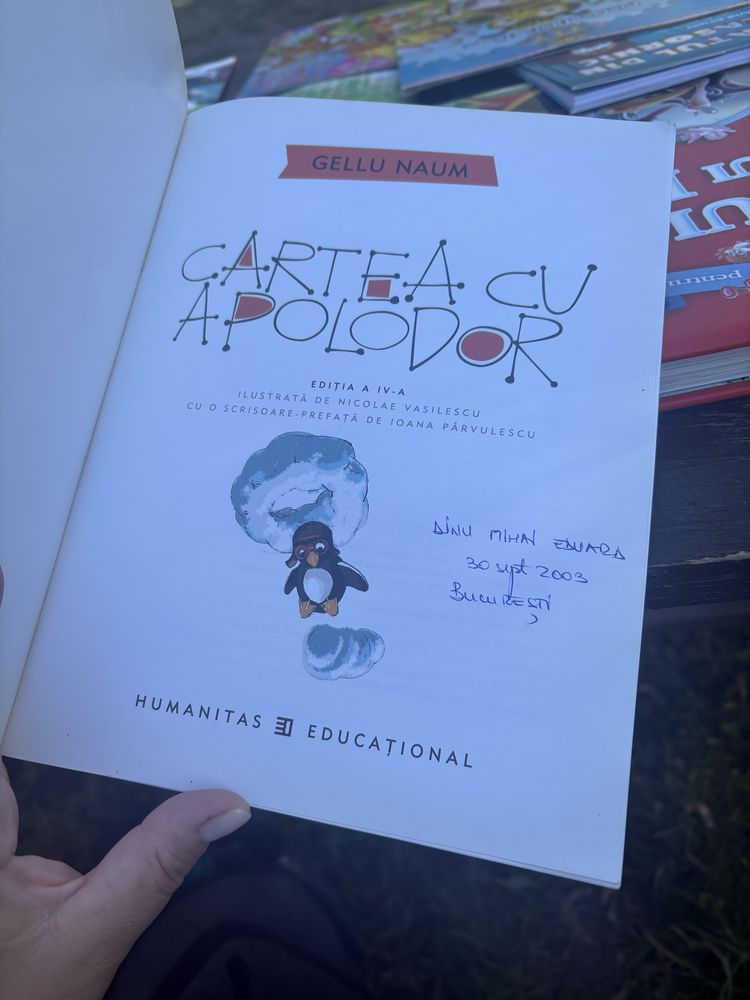 GELLU NAUM
CARTEA CU
APOLODOR
EDIȚIA A IV-A
ILUSTRATĂ DE NICOLAE VASILESCU
CU O SCRISOARE-PREFAȚĂ DE IOANA PÂRVULESCU
DINU MIHAI EDUARD
30 sept 2003
BUCUREȘTI
HUMANITAS EDUCAȚIONAL
pentru